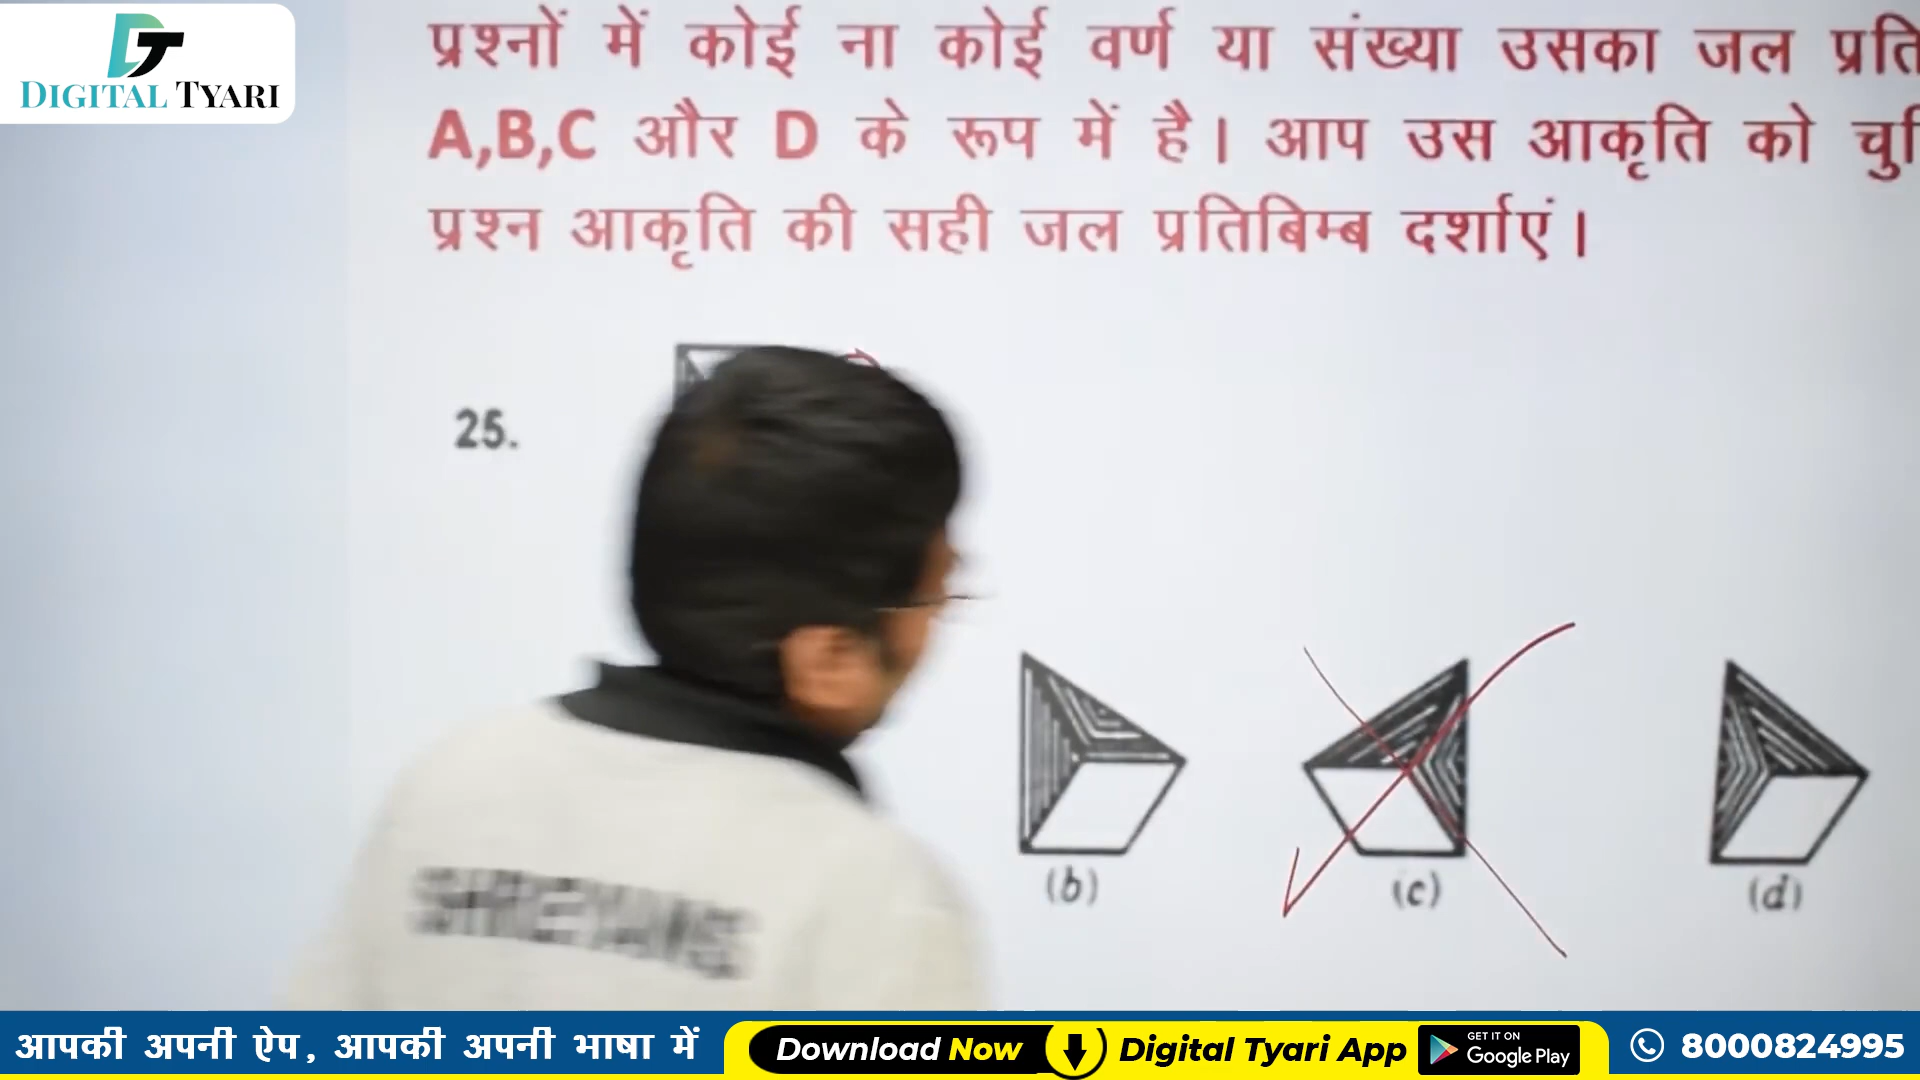 DIGITAL TYARI
प्रश्नों में कोई ना कोई वर्ण या संख्या उसका जल प्रति
A,B,C और D के रूप में है। आप उस आकृति को
प्रश्न आकृति की सही जल प्रतिबिम्ब दर्शाएं।
25.
(b) (c) (d)
आपकी अपनी ऐप, आपकी अपनी भाषा में
Download Now
Digital Tyari App
GET IT ON
Google Play
8000824995